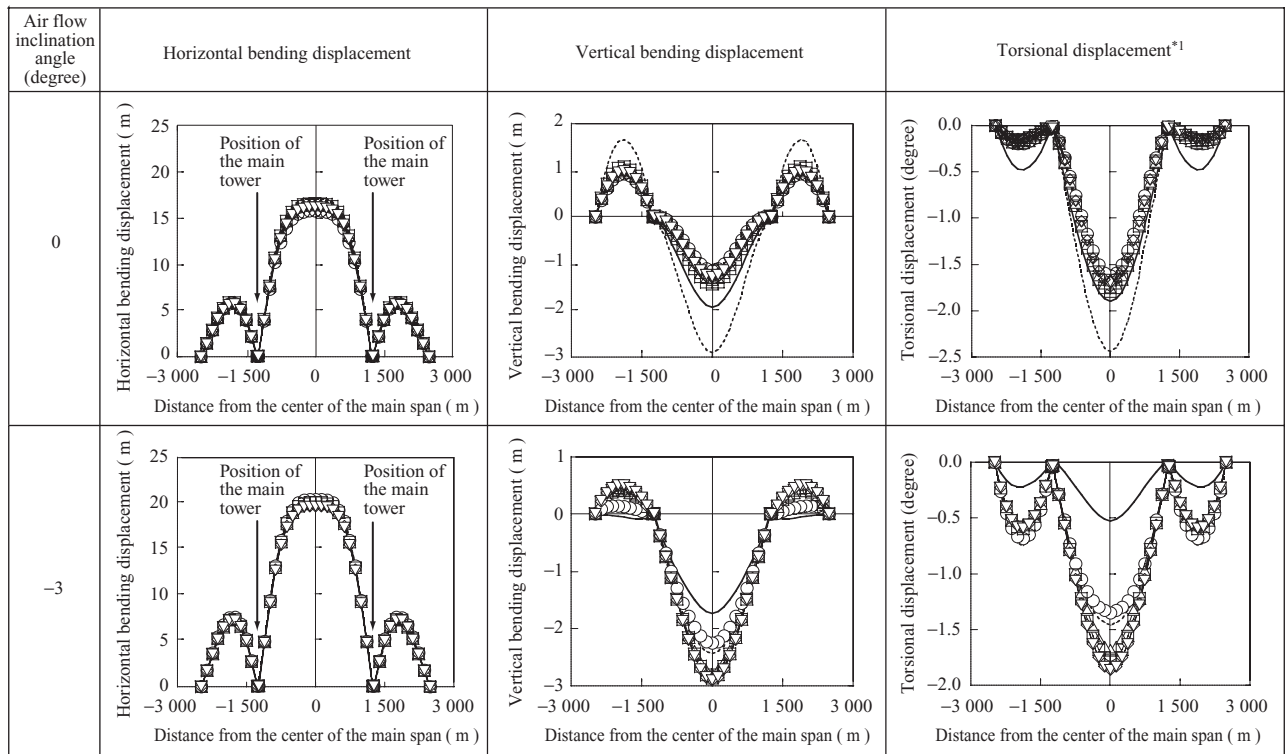 Air flow
inclination
angle
(degree)
Horizontal bending displacement
Vertical bending displacement
Torsional displacement*1
0
Horizontal bending displacement ( m )
25
20
15
10
5
0
Position of
the main
tower
Position of
the main
tower
−3 000 −1 500 0 1 500 3 000
Distance from the center of the main span ( m )
Vertical bending displacement ( m )
2
1
0
−1
−2
−3
−3 000 −1 500 0 1 500 3 000
Distance from the center of the main span ( m )
Torsional displacement (degree)
0.0
−0.5
−1.0
−1.5
−2.0
−2.5
−3 000 −1 500 0 1 500 3 000
Distance from the center of the main span ( m )
−3
Horizontal bending displacement ( m )
25
20
15
10
5
0
Position of
the main
tower
Position of
the main
tower
−3 000 −1 500 0 1 500 3 000
Distance from the center of the main span ( m )
Vertical bending displacement ( m )
1
0
−1
−2
−3
−3 000 −1 500 0 1 500 3 000
Distance from the center of the main span ( m )
Torsional displacement (degree)
0.0
−0.5
−1.0
−1.5
−2.0
−3 000 −1 500 0 1 500 3 000
Distance from the center of the main span ( m )